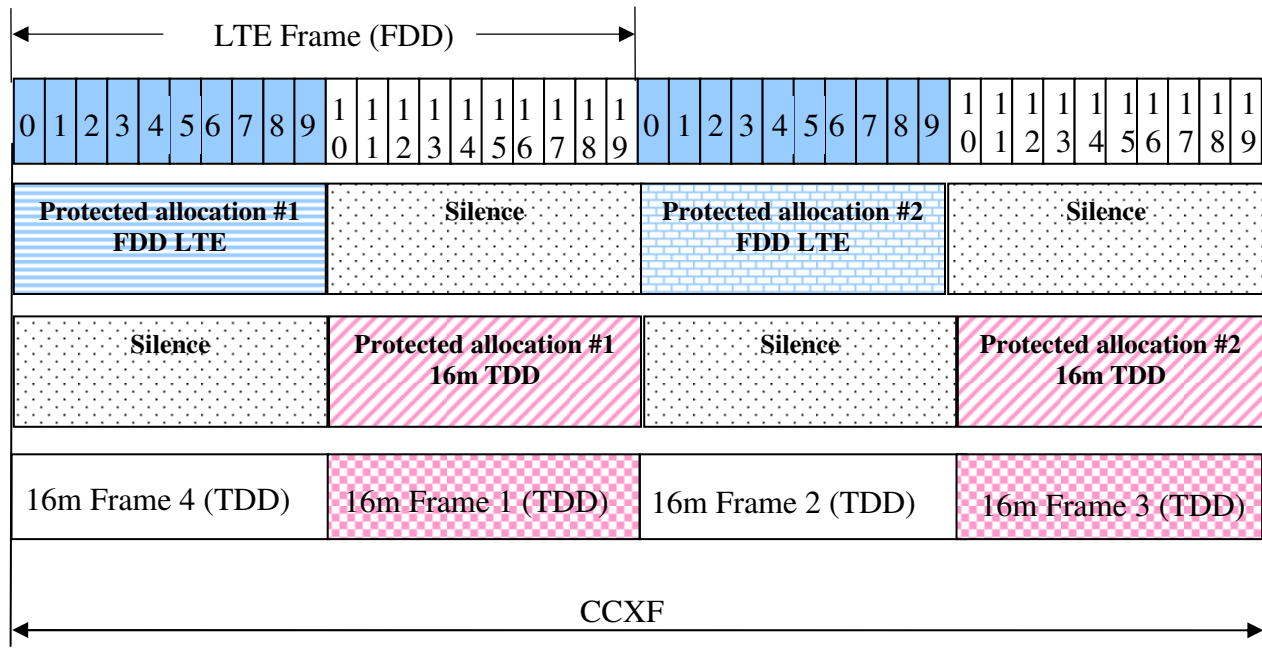 LTE Frame (FDD)
0 1 2 3 4 5 6 7 8 9 10 11 12 13 14 15 16 17 18 19 0 1 2 3 4 5 6 7 8 9 10 11 12 13 14 15 16 17 18 19
Protected allocation #1 Silence Protected allocation #2 Silence
FDD LTE FDD LTE
Silence Protected allocation #1 Silence Protected allocation #2
16m TDD 16m TDD
16m Frame 4 (TDD) 16m Frame 1 (TDD) 16m Frame 2 (TDD) 16m Frame 3 (TDD)
CCXF